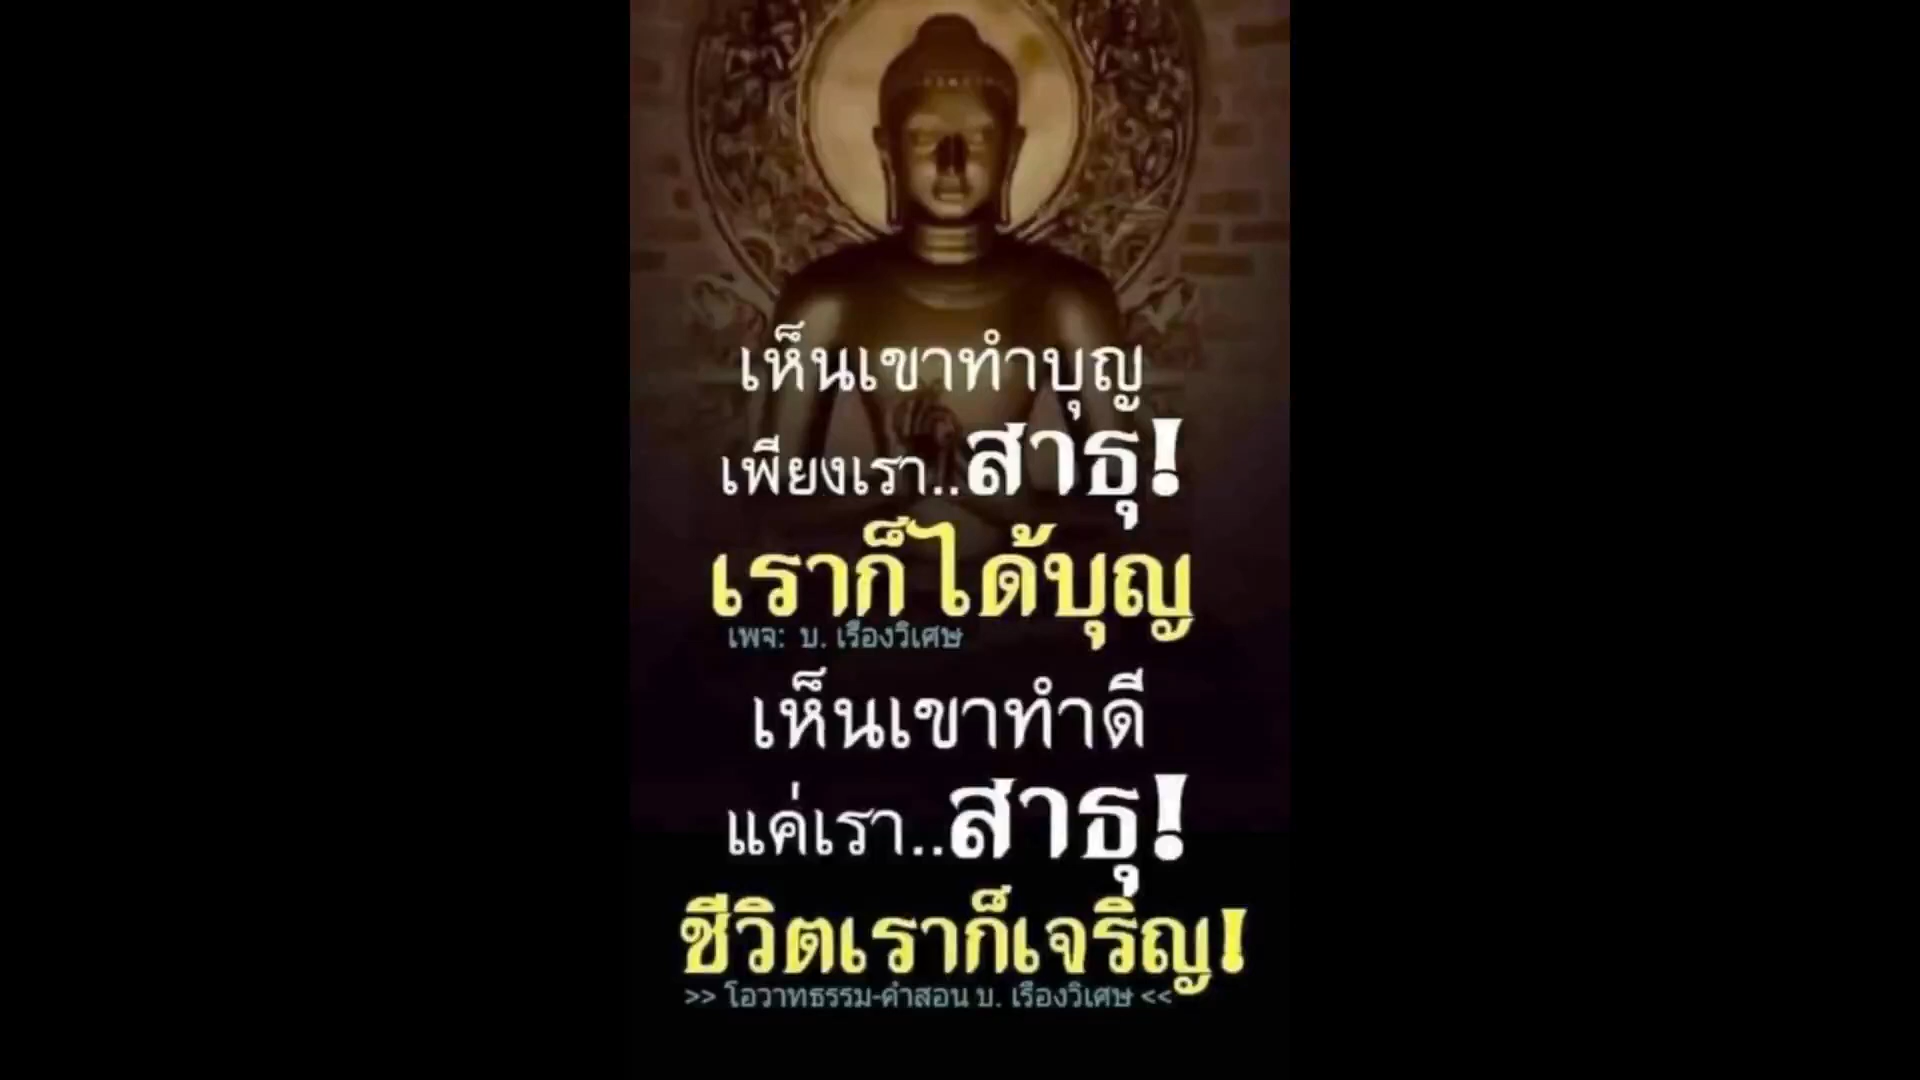 เห็นเขาทำบุญ
เพียงเรา..สาธุ!
เราก็ได้บุญ
เพจ: บ. เรืองวิเศษ
เห็นเขาทำดี
แค่เรา..สาธุ!
ชีวิตเราก็เจริญ!
>> โอวาทธรรม-คำสอน บ. เรืองวิเศษ <<